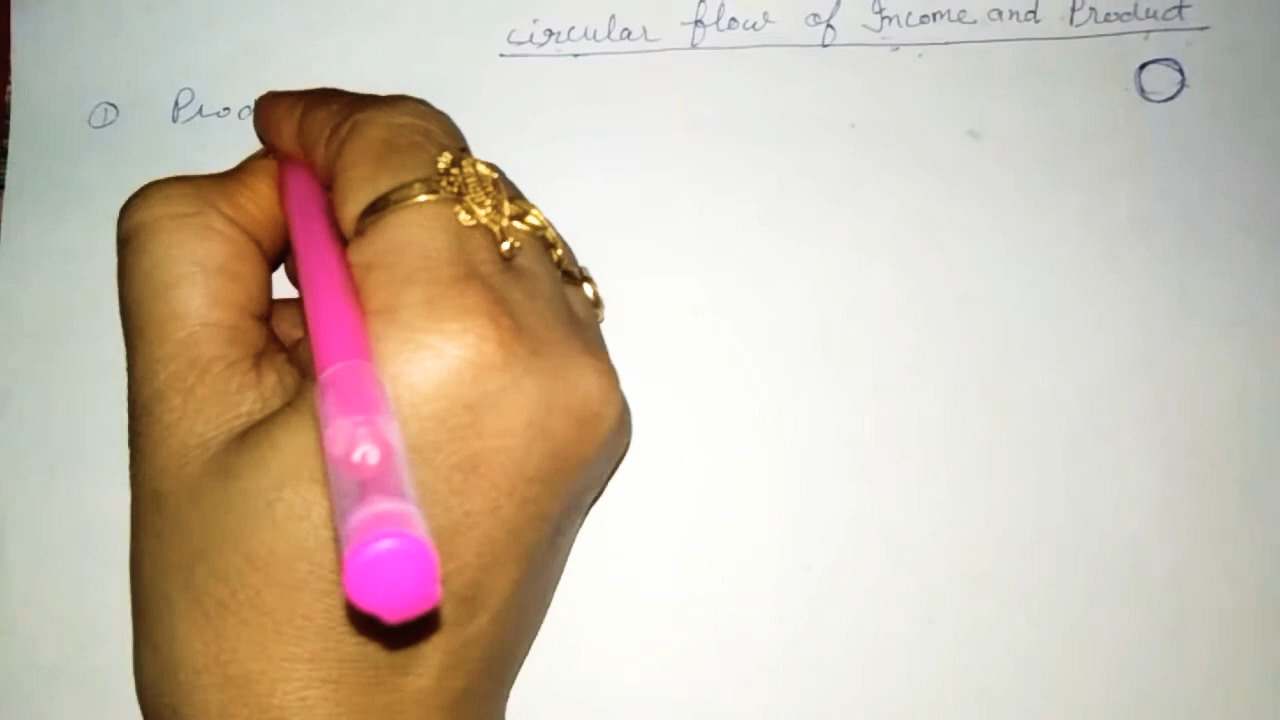 circular flow of Income and Product
① Prod